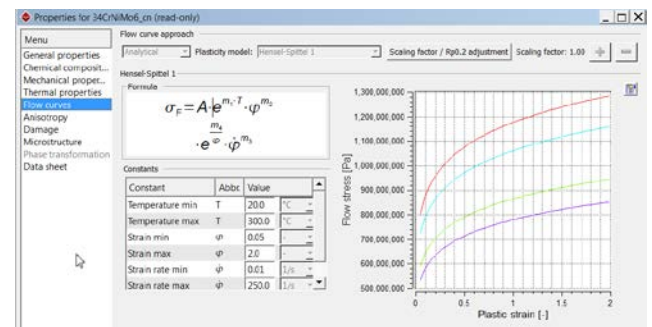 Properties for 34CrNiMo6_cn (read-only)
Menu
General properties
Chemical composit...
Mechanical proper...
Thermal properties
Flow curves
Anisotropy
Damage
Microstructure
Phase transformation
Data sheet
Flow curve approach
Analytical
Plasticity model: Hensel-Spittel 1
Scaling factor / Rp0.2 adjustment
Scaling factor: 1.00
Hensel-Spittel 1
Formula
σF = A·e^m₁·T · φ^m₂
·e^m₄/φ · φ̇^m₃
Constants
Constant Abbr. Value
Temperature min T 20.0 °C
Temperature max T 300.0 °C
Strain min φ 0.05 -
Strain max φ 2.0 -
Strain rate min φ̇ 0.01 1/s
Strain rate max φ̇ 250.0 1/s
Flow stress [Pa]
1,300,000,000
1,200,000,000
1,100,000,000
1,000,000,000
900,000,000
800,000,000
700,000,000
600,000,000
500,000,000
0 0.5 1 1.5 2
Plastic strain [-]